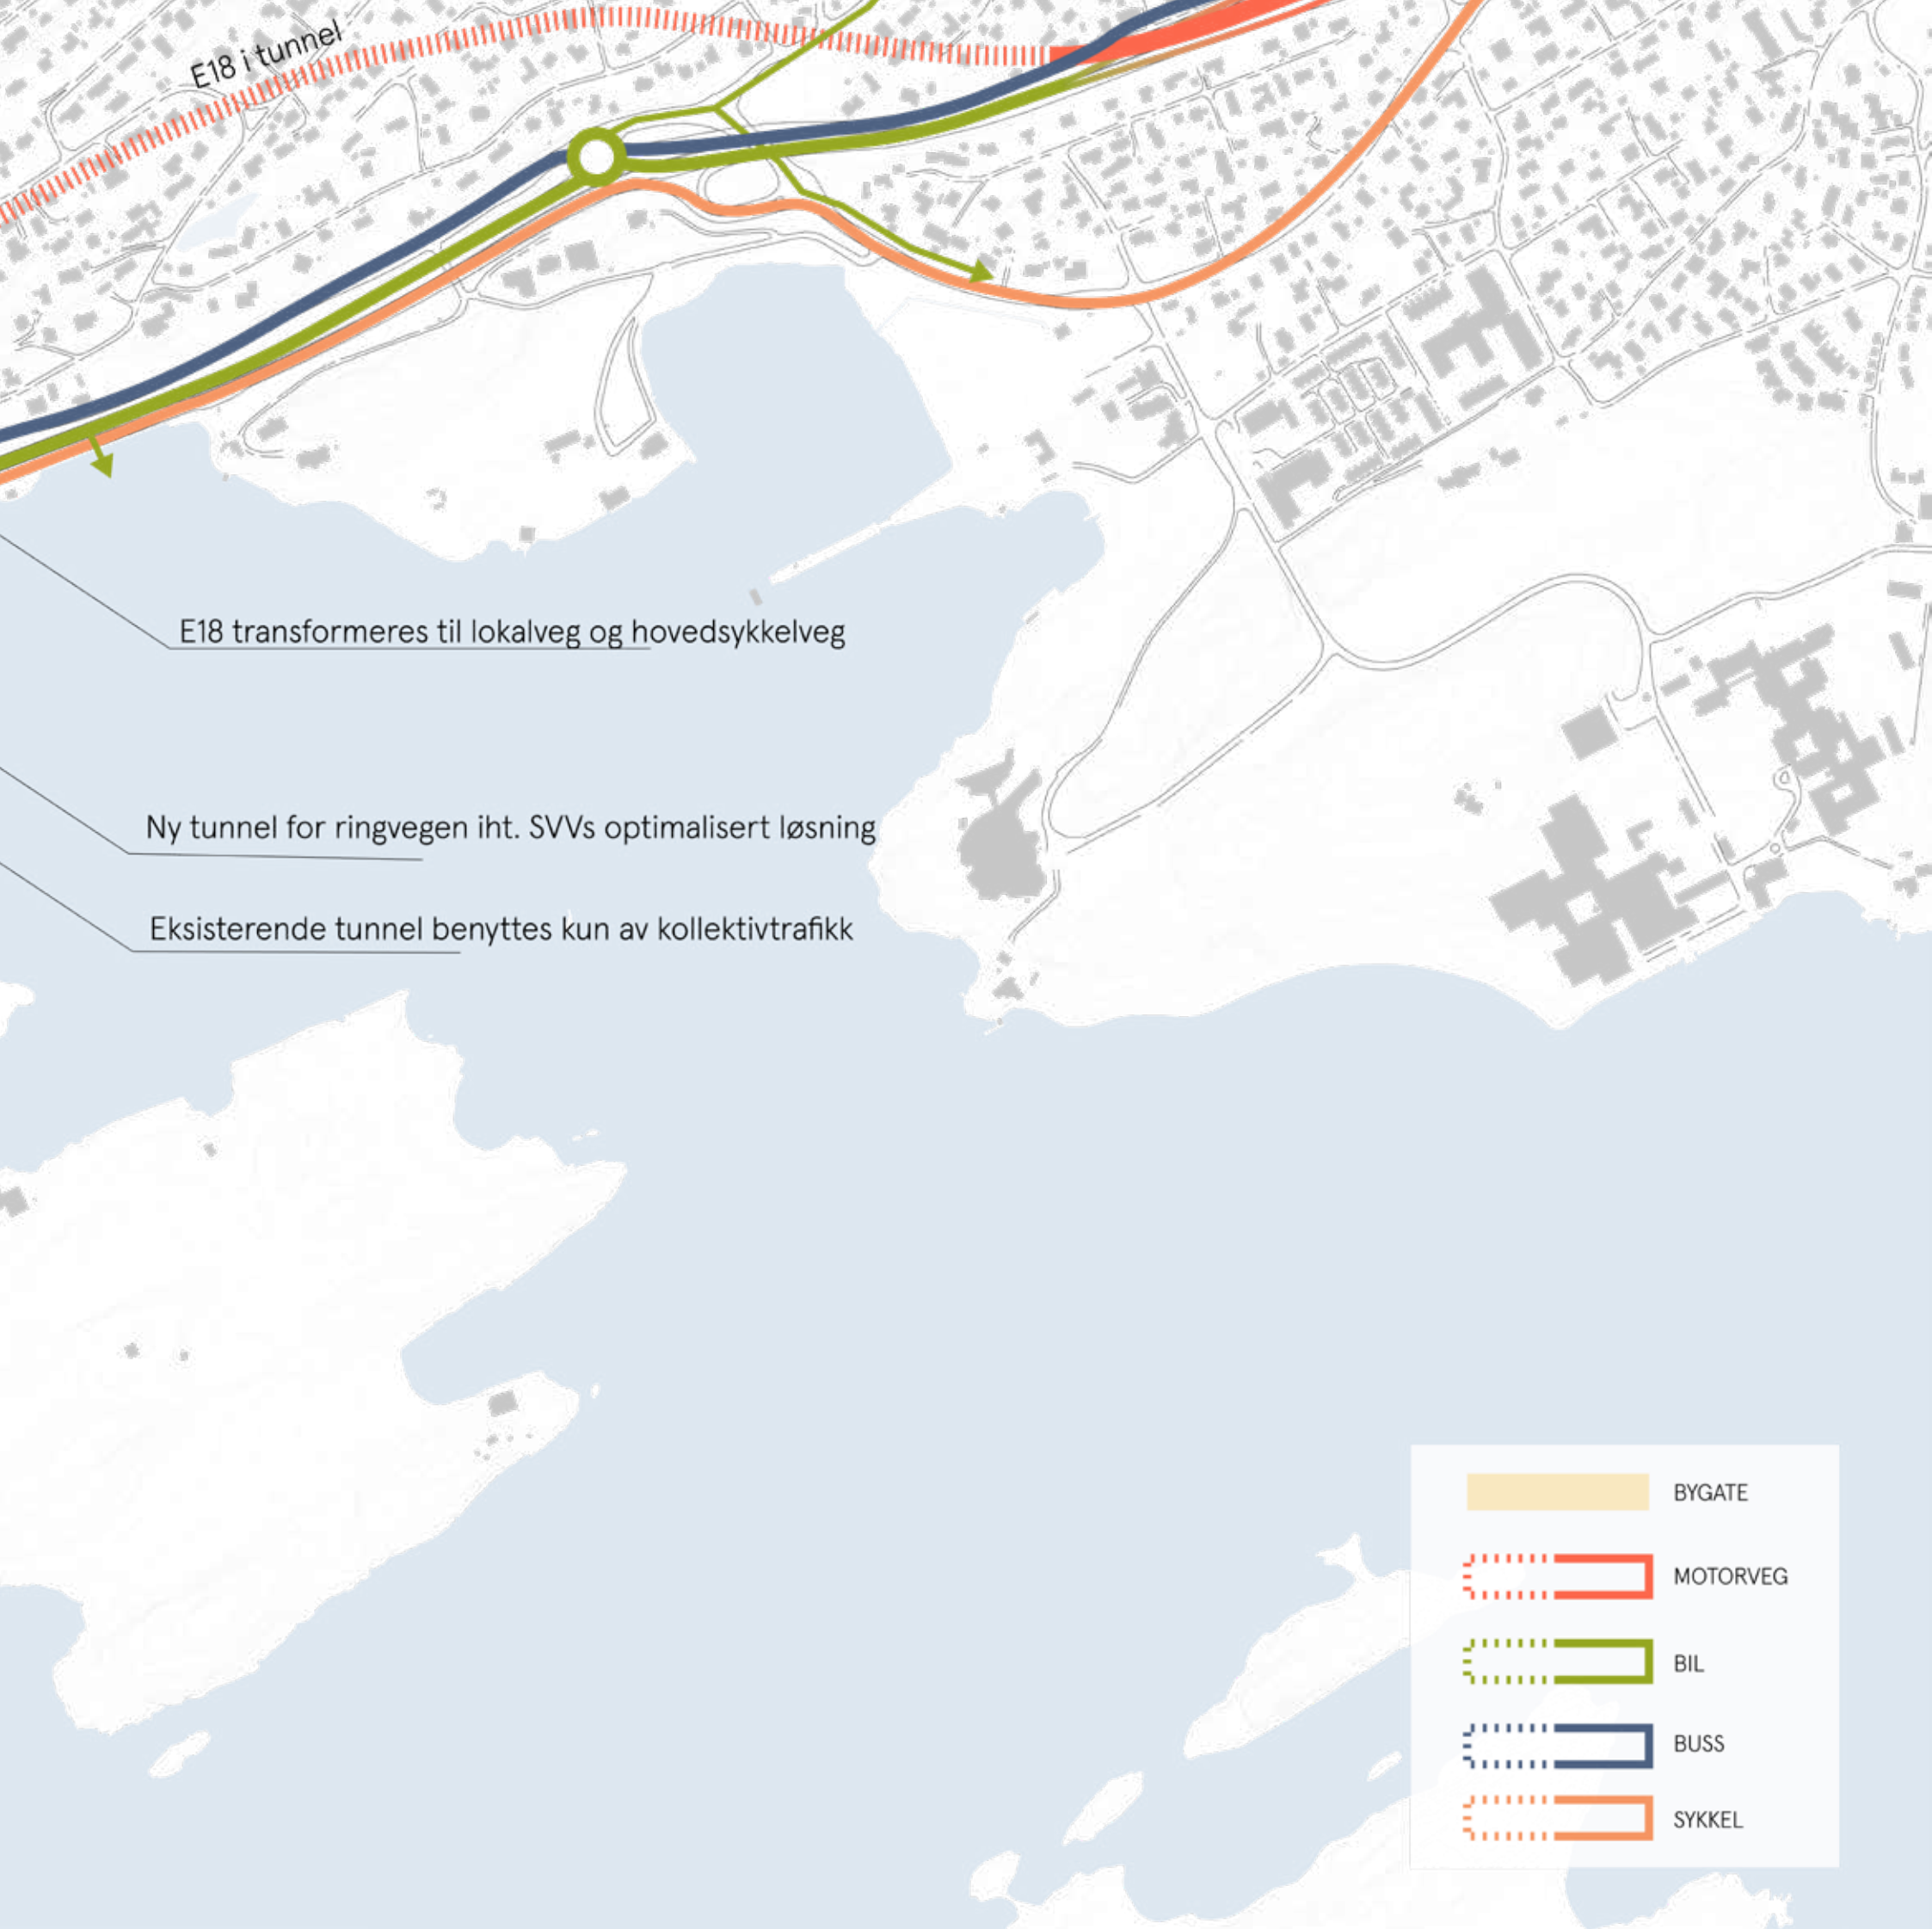 E18 i tunnel
E18 transformeres til lokalveg og hovedsykkelveg
Ny tunnel for ringvegen iht. SVVs optimalisert løsning
Eksisterende tunnel benyttes kun av kollektivtrafikk
BYGATE
MOTORVEG
BIL
BUSS
SYKKEL